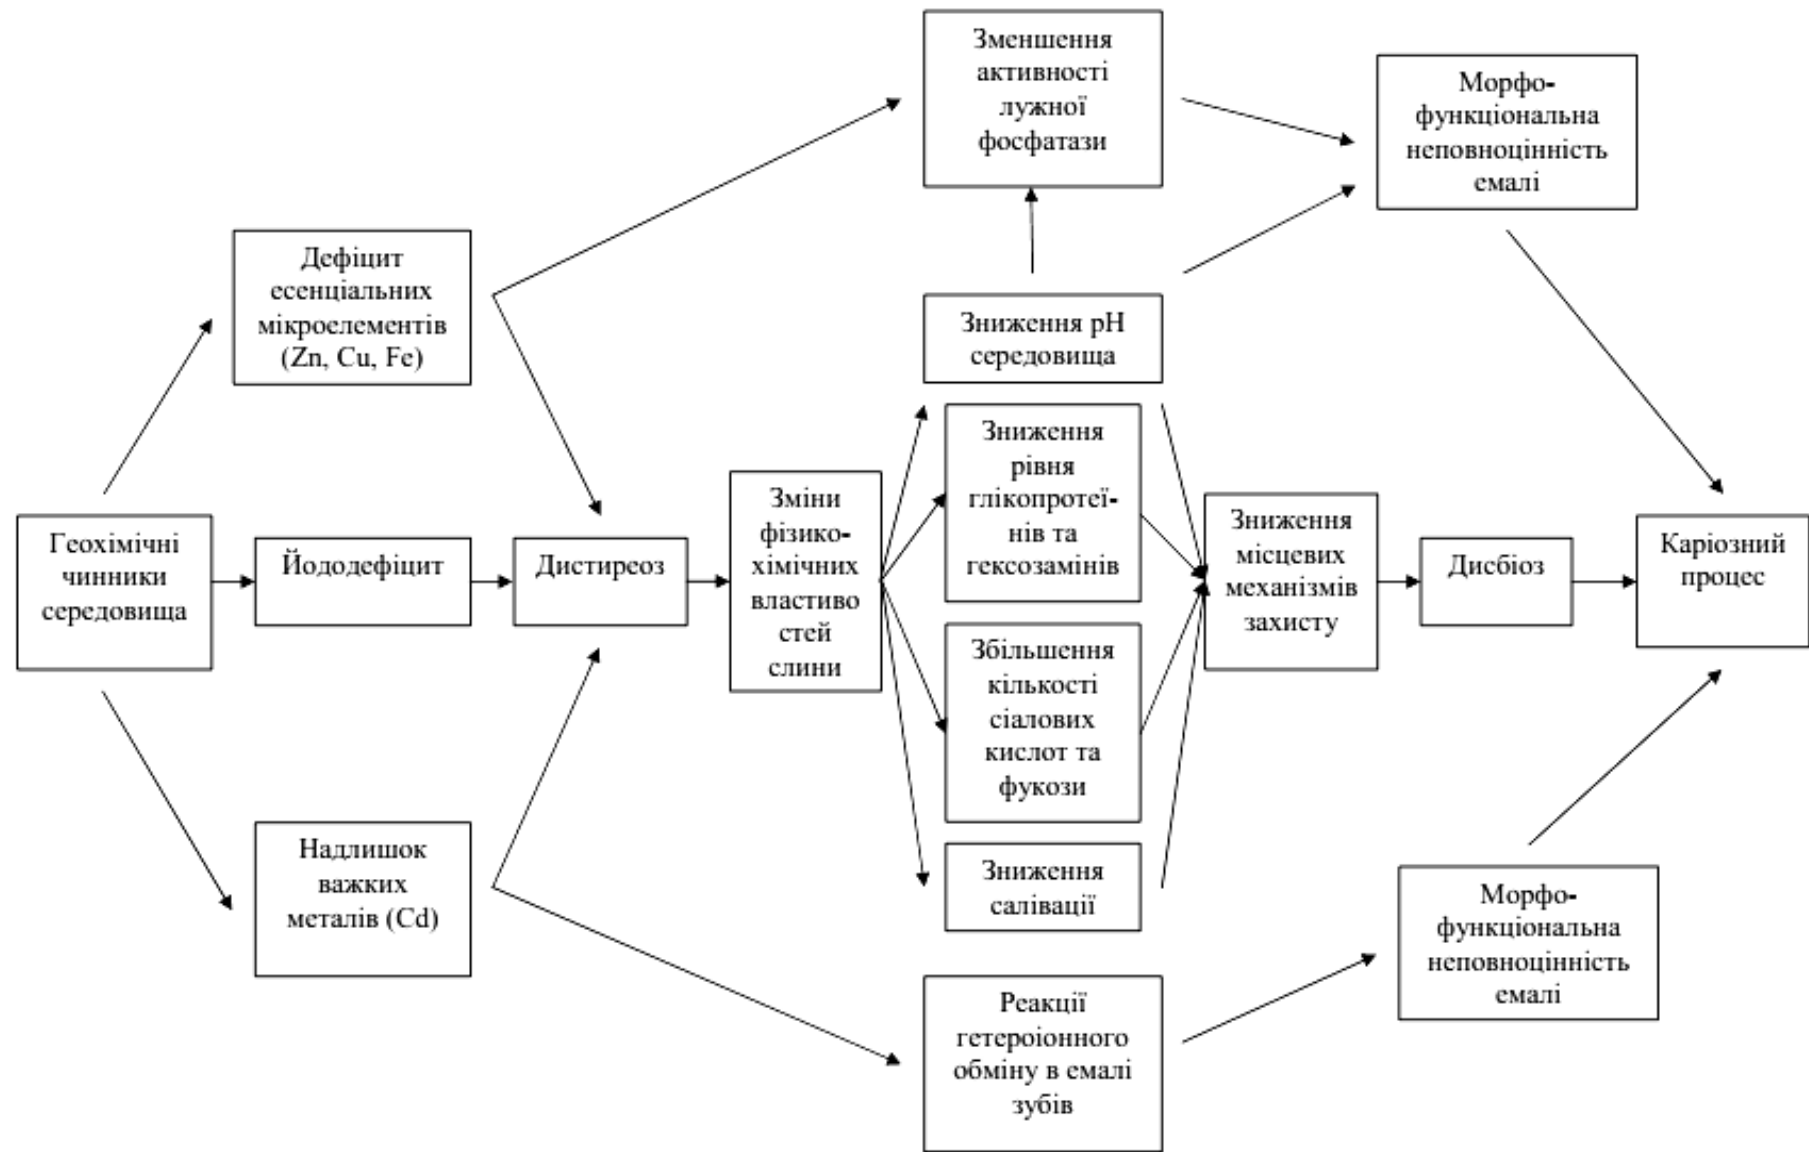 Зменшення
активності
лужної
фосфатази
Морфо-
функціональна
неповноцінність
емалі
Дефіцит
есенціальних
мікроелементів
(Zn, Cu, Fe)
Зниження рН
середовища
Зниження
рівня
глікопротеї-
нів та
гексозамінів
Геохімічні
чинники
середовища
Йододефіцит
Дистиреоз
Зміни
фізико-
хімічних
властиво
стей
слини
Зниження
місцевих
механізмів
захисту
Дисбіоз
Каріозний
процес
Збільшення
кількості
сіалових
кислот та
фукози
Надлишок
важких
металів (Cd)
Зниження
салівації
Морфо-
функціональна
неповноцінність
емалі
Реакції
гетероіонного
обміну в емалі
зубів